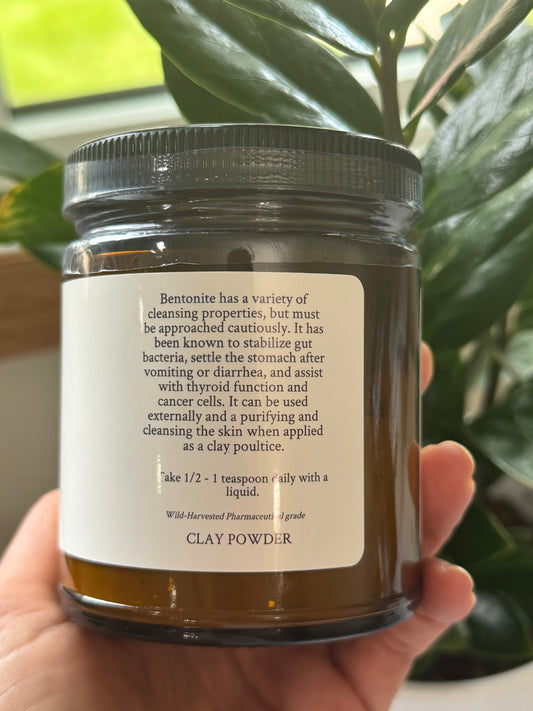 Bentonite has a variety of
cleansing properties, but must
be approached cautiously. It has
been known to stabilize gut
bacteria, settle the stomach after
vomiting or diarrhea, and assist
with thyroid function and
cancer cells. It can be used
externally and a purifying and
cleansing the skin when applied
as a clay poultice.
Take 1/2 - 1 teaspoon daily with a
liquid.
Wild-Harvested Pharmaceutical grade
CLAY POWDER